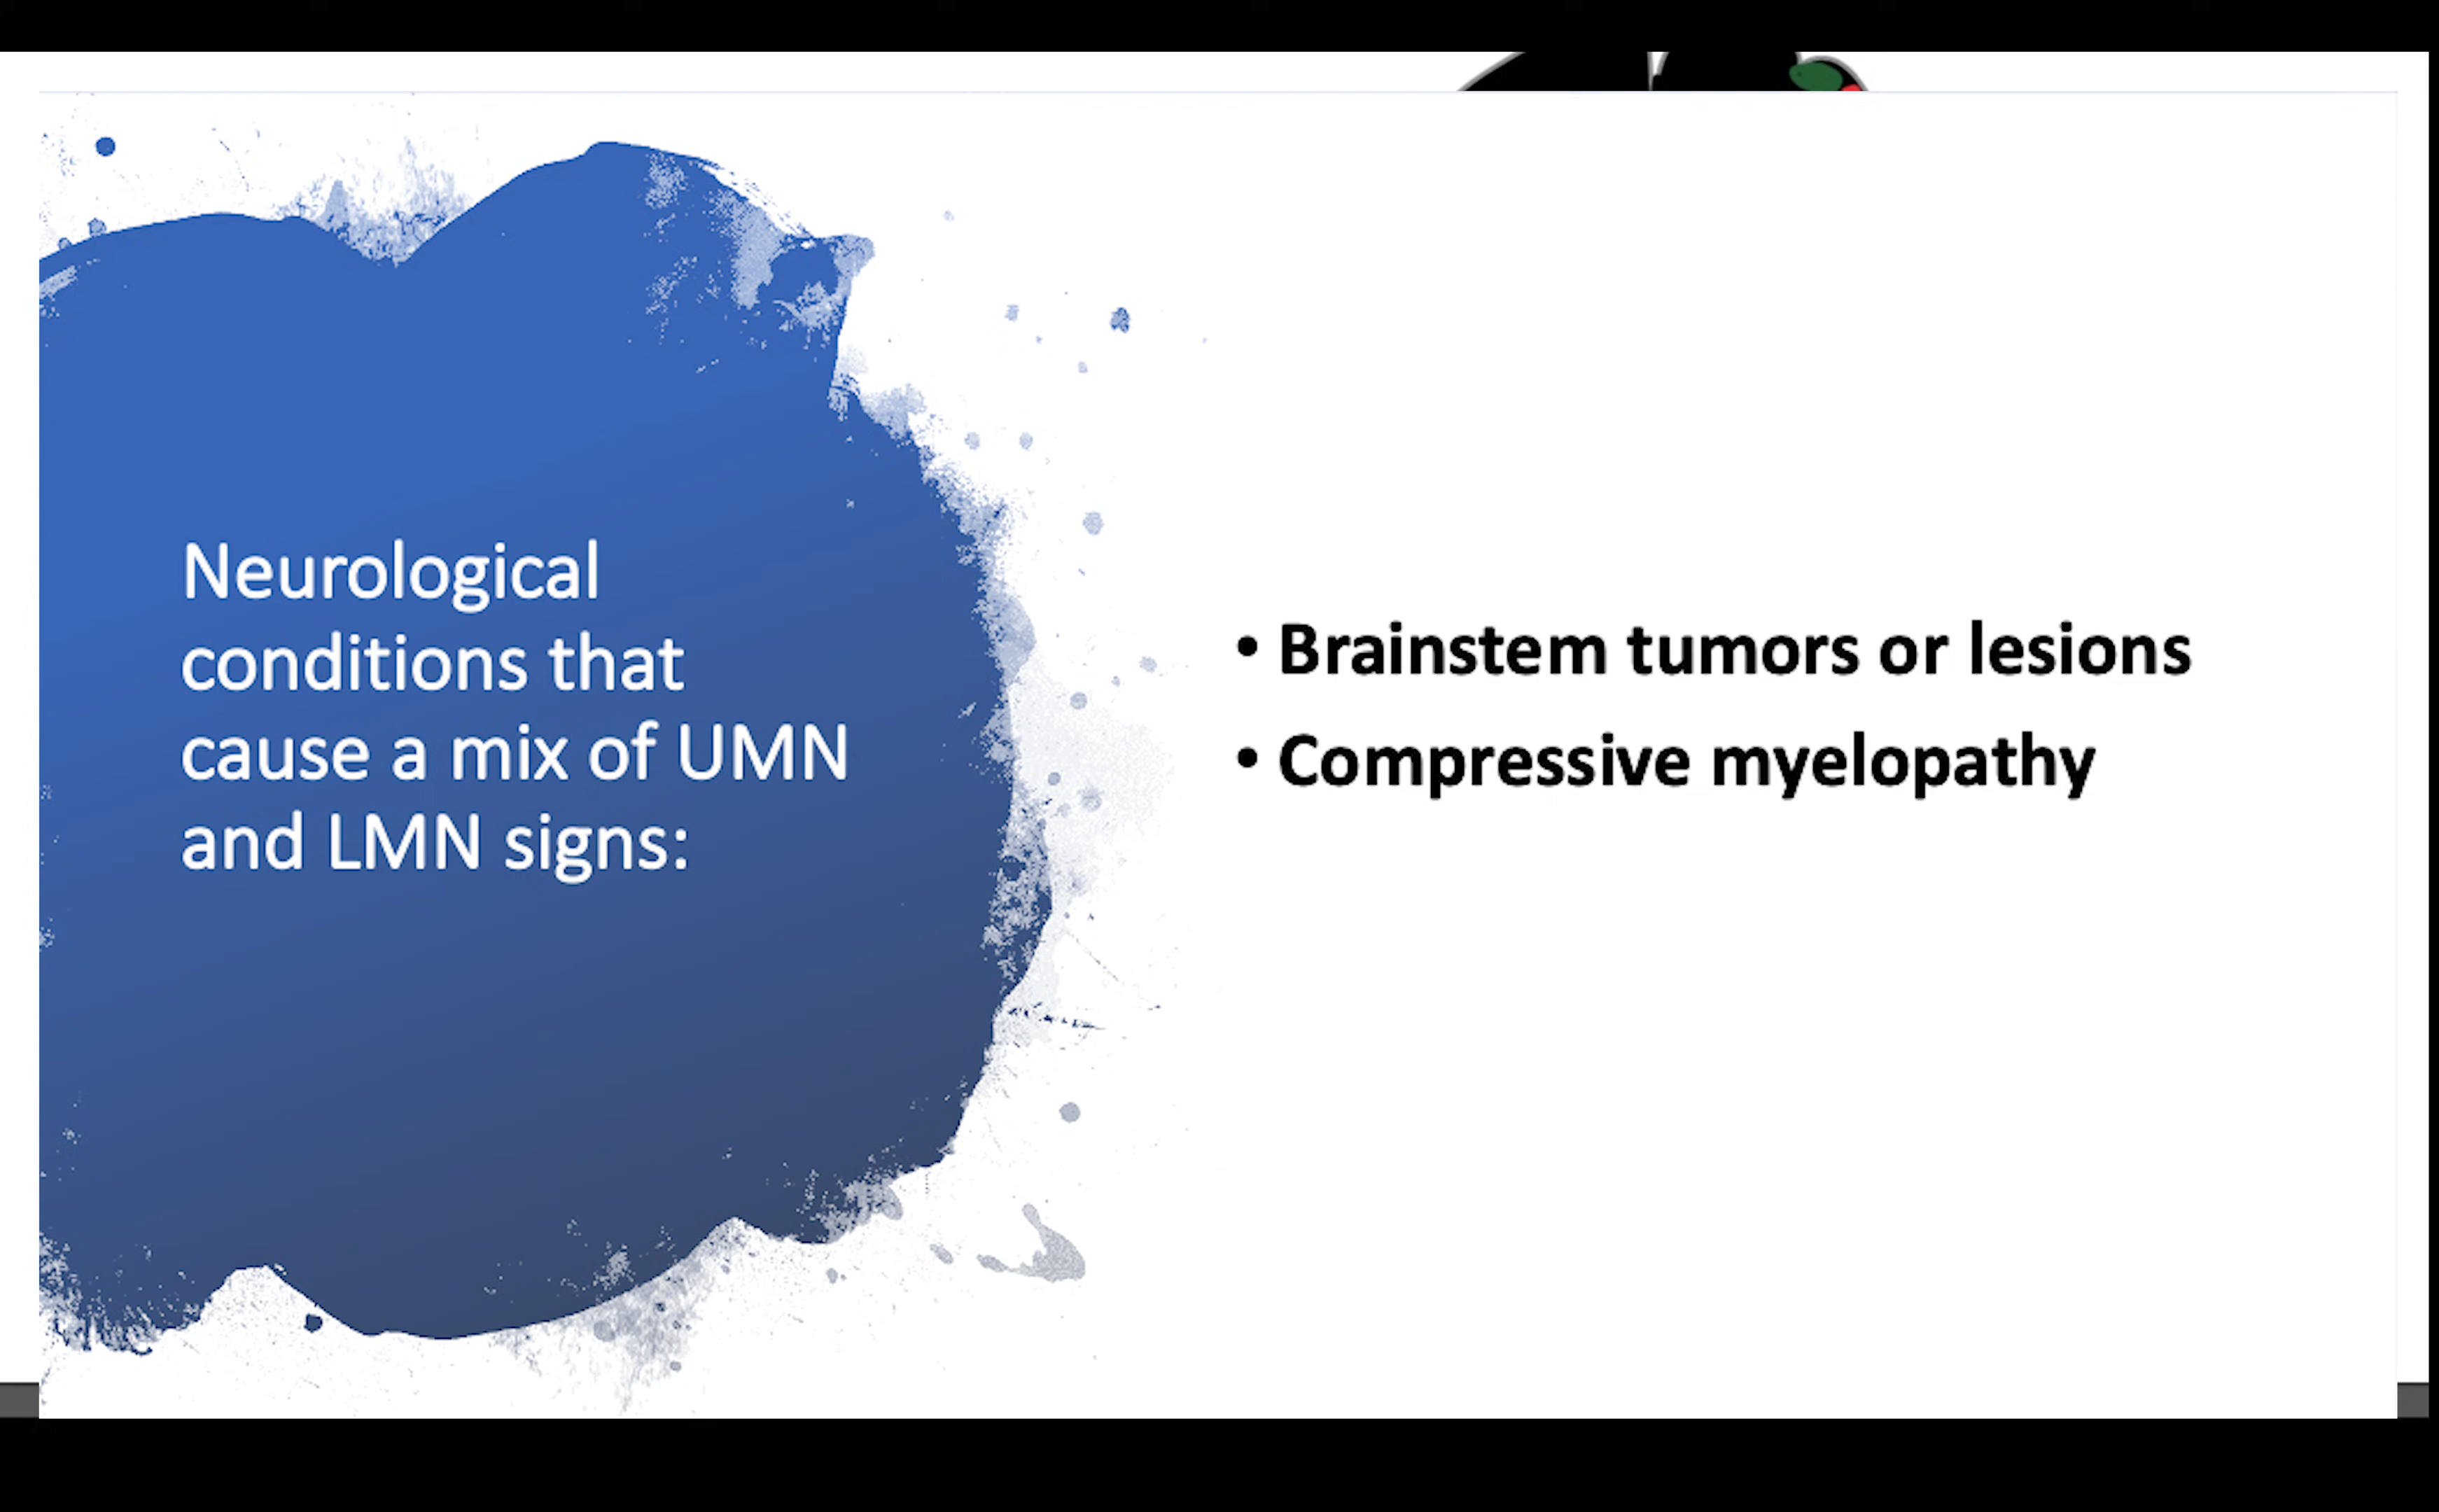 Neurological
conditions that
cause a mix of UMN
and LMN signs:
• Brainstem tumors or lesions
• Compressive myelopathy